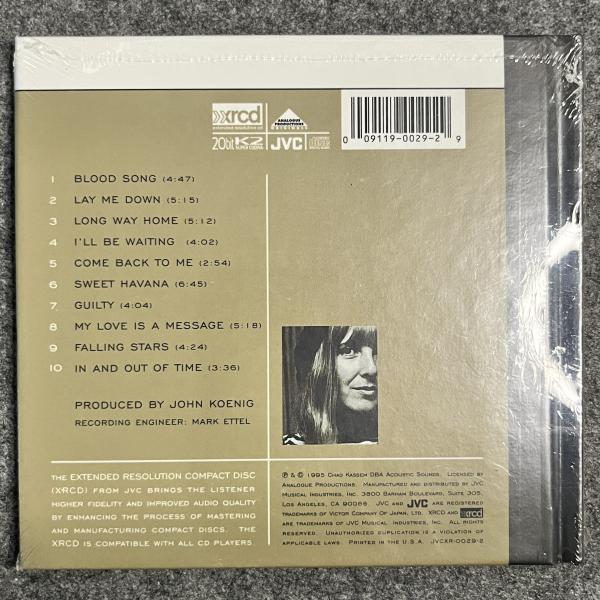 xrcd
extended resolution cd
ANALOGUE
PRODUCTIONS
ORIGINALS
20bit K2
SUPER CODING
JVC
0 09119-0029-2 9
1 BLOOD SONG (4:47)
2 LAY ME DOWN (5:15)
3 LONG WAY HOME (5:12)
4 I'LL BE WAITING (4:02)
5 COME BACK TO ME (2:54)
6 SWEET HAVANA (6:45)
7 GUILTY (4:04)
8 MY LOVE IS A MESSAGE (5:18)
9 FALLING STARS (4:24)
10 IN AND OUT OF TIME (3:36)
PRODUCED BY JOHN KOENIG
RECORDING ENGINEER: MARK ETTEL
THE EXTENDED RESOLUTION COMPACT DISC
(XRCD) FROM JVC BRINGS THE LISTENER
HIGHER FIDELITY AND IMPROVED AUDIO QUALITY
BY ENHANCING THE PROCESS OF MASTERING
AND MANUFACTURING COMPACT DISCS. THE
XRCD IS COMPATIBLE WITH ALL CD PLAYERS.
℗ & © 1995 CHAD KASSEM DBA ACOUSTIC SOUNDS. LICENSED BY
ANALOGUE PRODUCTIONS. MANUFACTURED AND DISTRIBUTED BY JVC
MUSICAL INDUSTRIES, INC. 3800 BARHAM BOULEVARD, SUITE 305,
LOS ANGELES, CA 90068 JVC AND JVC ARE REGISTERED
TRADEMARKS OF VICTOR COMPANY OF JAPAN, LTD. XRCD AND xrcd
ARE TRADEMARKS OF JVC MUSICAL INDUSTRIES, INC. ALL RIGHTS
RESERVED. UNAUTHORIZED DUPLICATION IS A VIOLATION OF
APPLICABLE LAWS. PRINTED IN THE U.S.A. JVCXR-0029-2